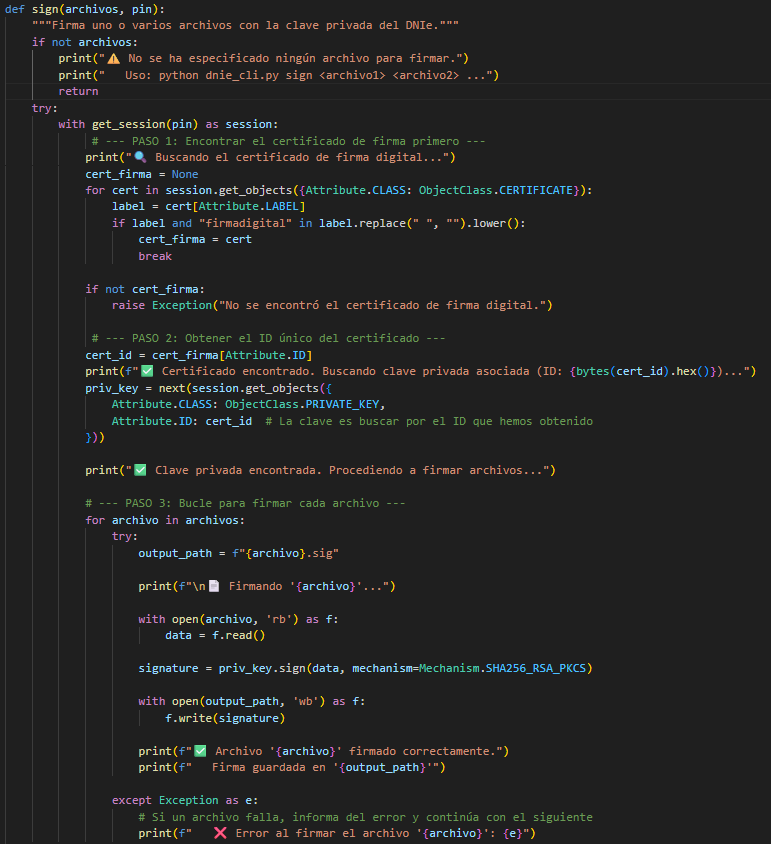 def sign(archivos, pin):
    """Firma uno o varios archivos con la clave privada del DNIe."""
    if not archivos:
        print("⚠️ No se ha especificado ningún archivo para firmar.")
        print("   Uso: python dnie_cli.py sign <archivo1> <archivo2> ...")
        return
    try:
        with get_session(pin) as session:
             # --- PASO 1: Encontrar el certificado de firma primero ---
            print("🔍 Buscando el certificado de firma digital...")
            cert_firma = None
            for cert in session.get_objects({Attribute.CLASS: ObjectClass.CERTIFICATE}):
                label = cert[Attribute.LABEL]
                if label and "firmadigital" in label.replace(" ", "").lower():
                    cert_firma = cert
                    break

            if not cert_firma:
                raise Exception("No se encontró el certificado de firma digital.")

             # --- PASO 2: Obtener el ID único del certificado ---
            cert_id = cert_firma[Attribute.ID]
            print(f"✅ Certificado encontrado. Buscando clave privada asociada (ID: {bytes(cert_id).hex()})...")
            priv_key = next(session.get_objects({
                Attribute.CLASS: ObjectClass.PRIVATE_KEY,
                Attribute.ID: cert_id  # La clave es buscar por el ID que hemos obtenido
            }))

            print("✅ Clave privada encontrada. Procediendo a firmar archivos...")

            # --- PASO 3: Bucle para firmar cada archivo ---
            for archivo in archivos:
                try:
                    output_path = f"{archivo}.sig"

                    print(f"\n📄 Firmando '{archivo}'...")

                    with open(archivo, 'rb') as f:
                        data = f.read()

                    signature = priv_key.sign(data, mechanism=Mechanism.SHA256_RSA_PKCS)

                    with open(output_path, 'wb') as f:
                        f.write(signature)

                    print(f"✅ Archivo '{archivo}' firmado correctamente.")
                    print(f"   Firma guardada en '{output_path}'")

                except Exception as e:
                    # Si un archivo falla, informa del error y continúa con el siguiente
                    print(f"   ❌ Error al firmar el archivo '{archivo}': {e}")